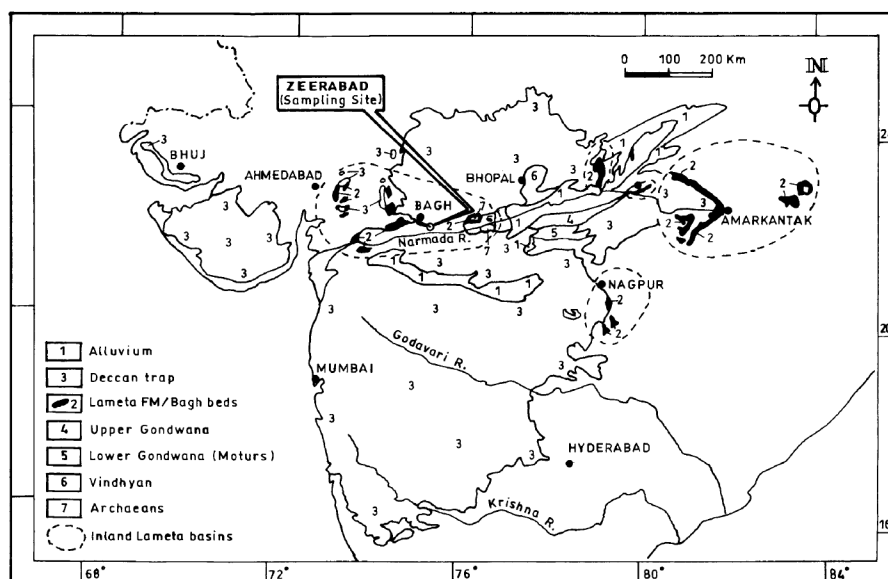 ZEERABAD
(Sampling Site)
0 100 200 Km
N
BHUJ
AHMEDABAD
BHOPAL
BAGH
AMARKANTAK
Narmada R.
NAGPUR
Godavari R.
MUMBAI
HYDERABAD
Krishna R.
1 Alluvium
3 Deccan trap
2 Lameta FM/Bagh beds
4 Upper Gondwana
5 Lower Gondwana (Moturs)
6 Vindhyan
7 Archaeans
Inland Lameta basins
20
16
68° 72° 76° 80° 84°